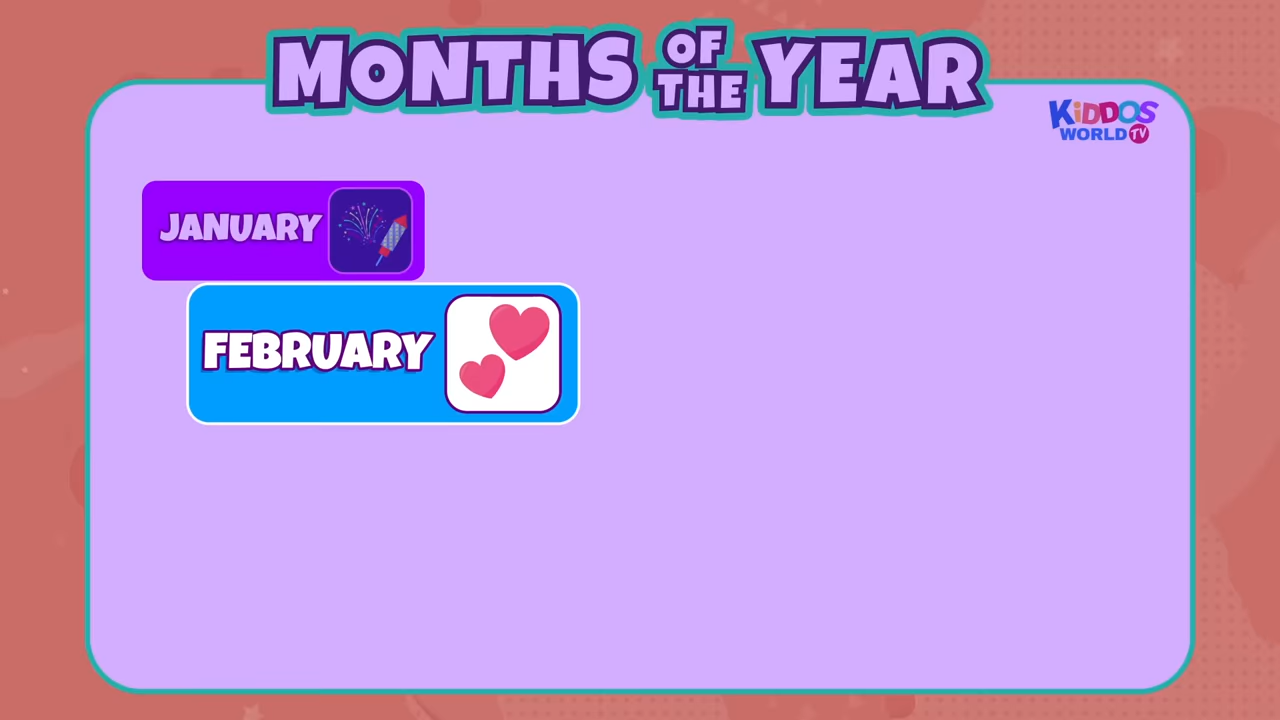 MONTHS OF THE YEAR
KiDDOS
WORLD TV
JANUARY
FEBRUARY